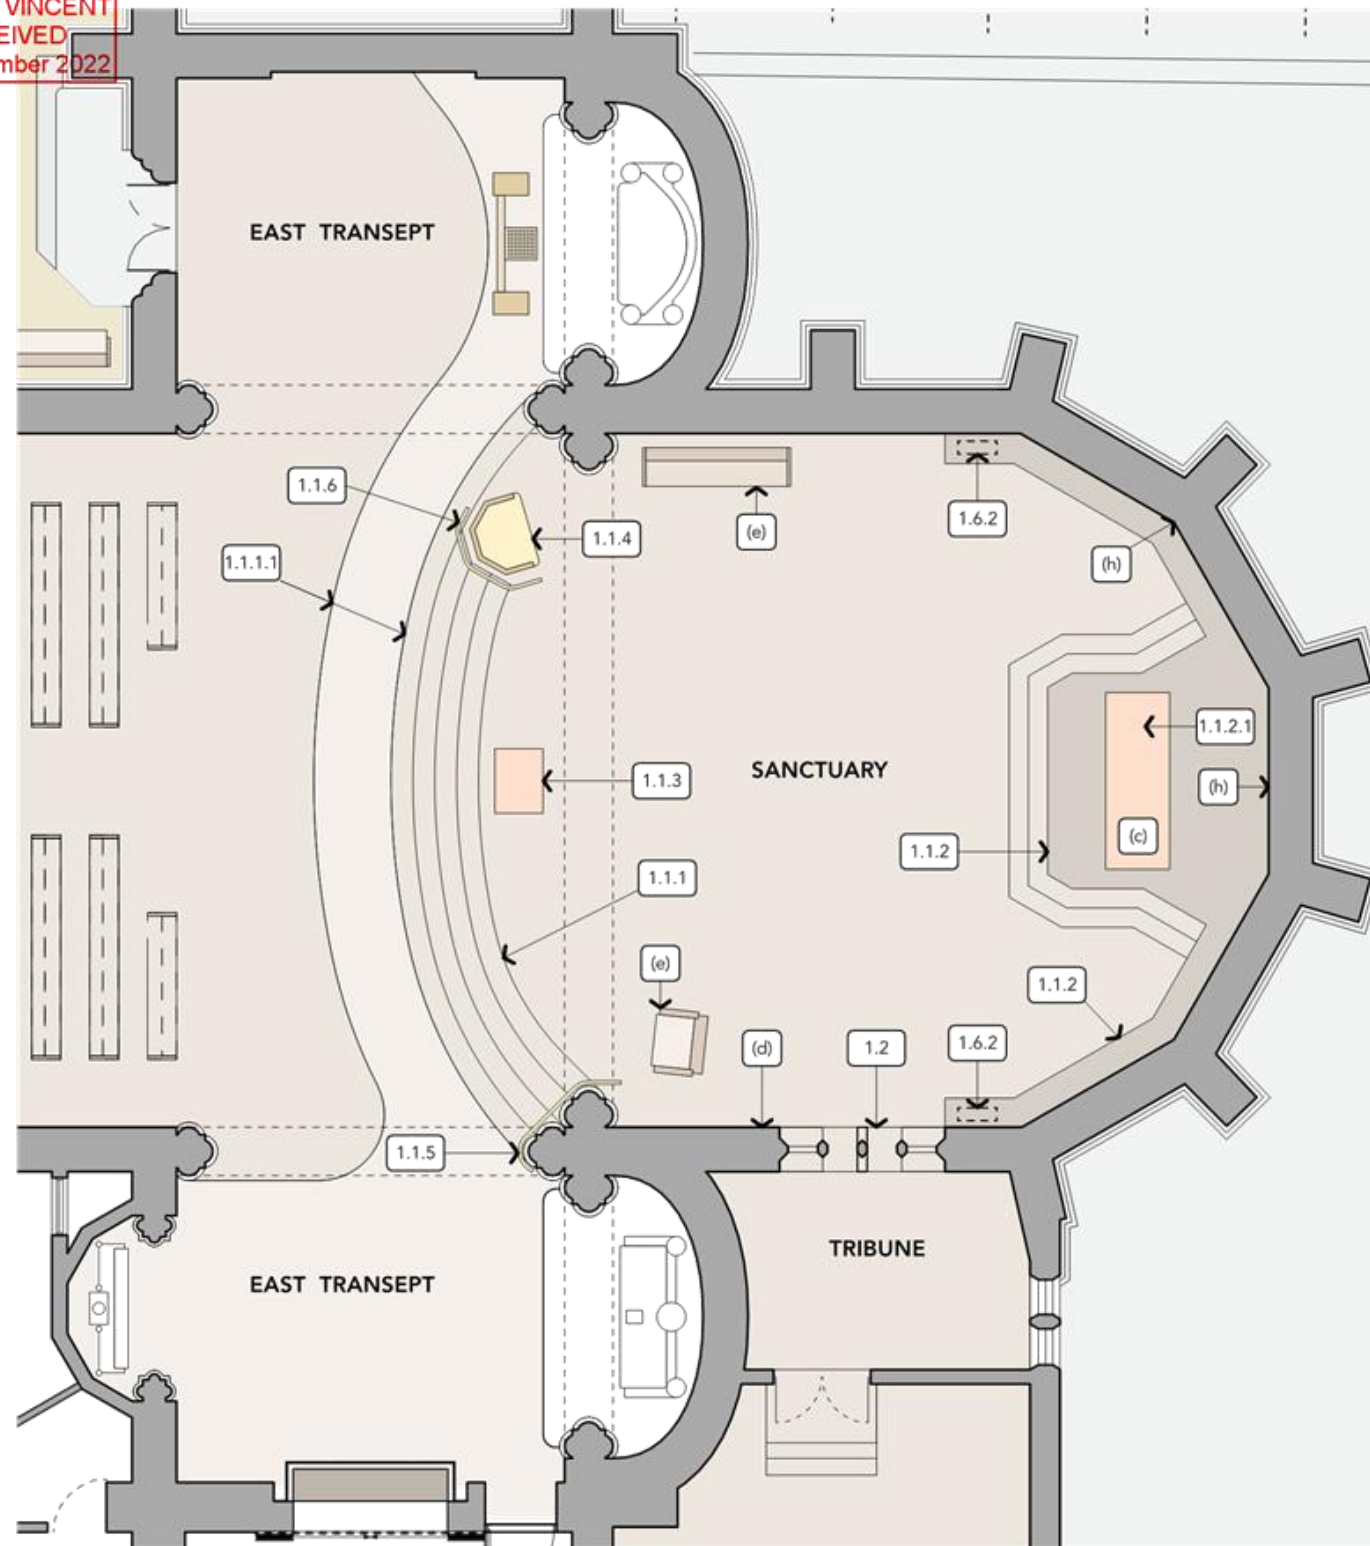 VINCENT
EIVED
mber 2022
EAST TRANSEPT
1.1.6
1.1.4
(e)
1.6.2
1.1.1.1
(h)
1.1.2.1
SANCTUARY
1.1.3
(h)
(c)
1.1.2
1.1.1
(e)
1.1.2
(d)
1.2
1.6.2
1.1.5
TRIBUNE
EAST TRANSEPT